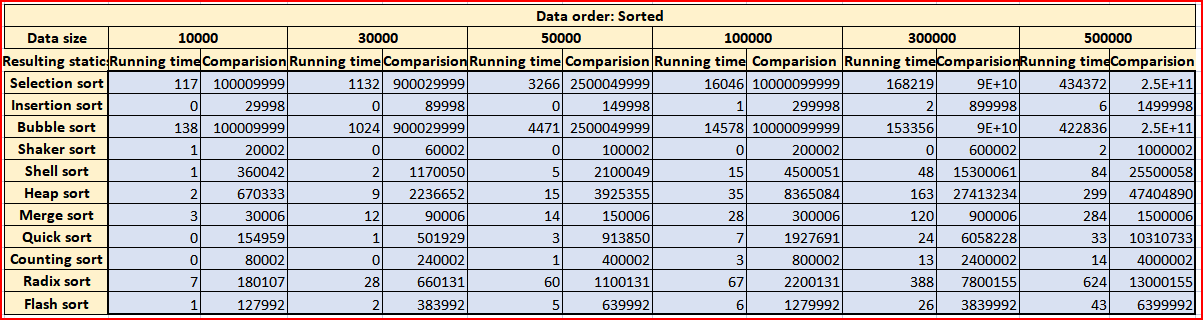 Data order: Sorted
Data size 10000 30000 50000 100000 300000 500000
Resulting static Running time Comparision Running time Comparision Running time Comparision Running time Comparision Running time Comparision Running time Comparision
Selection sort 117 100009999 1132 900029999 3266 2500049999 16046 10000099999 168219 9E+10 434372 2.5E+11
Insertion sort 0 29998 0 89998 0 149998 1 299998 2 899998 6 1499998
Bubble sort 138 100009999 1024 900029999 4471 2500049999 14578 10000099999 153356 9E+10 422836 2.5E+11
Shaker sort 1 20002 0 60002 0 100002 0 200002 0 600002 2 1000002
Shell sort 1 360042 2 1170050 5 2100049 15 4500051 48 15300061 84 25500058
Heap sort 2 670333 9 2236652 15 3925355 35 8365084 163 27413234 299 47404890
Merge sort 3 30006 12 90006 14 150006 28 300006 120 900006 284 1500006
Quick sort 0 154959 1 501929 3 913850 7 1927691 24 6058228 33 10310733
Counting sort 0 80002 0 240002 1 400002 3 800002 13 2400002 14 4000002
Radix sort 7 180107 28 660131 60 1100131 67 2200131 388 7800155 624 13000155
Flash sort 1 127992 2 383992 5 639992 6 1279992 26 3839992 43 6399992